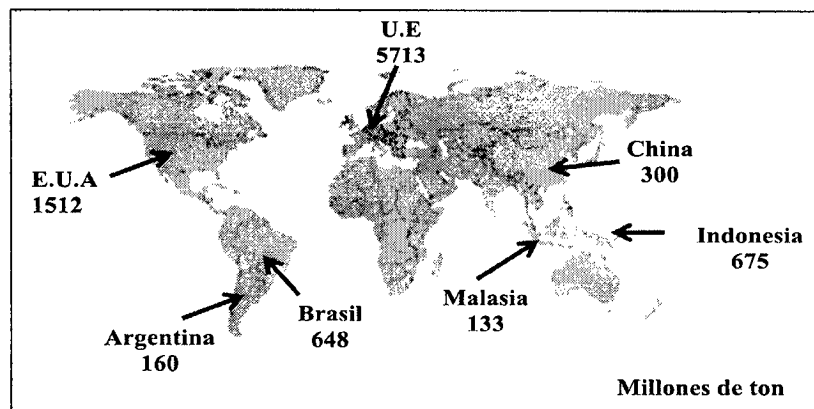 U.E
5713
China
300
E.U.A
1512
Indonesia
675
Malasia
133
Brasil
648
Argentina
160
Millones de ton